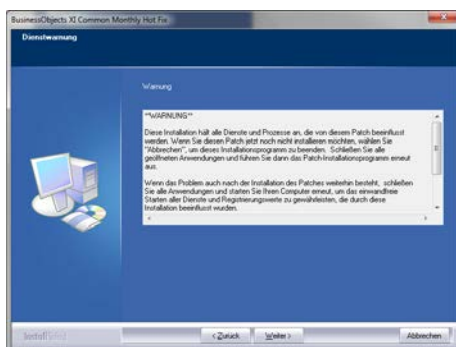 BusinessObjects XI Common Monthly Hot Fix
Dienstwarnung
Warnung
**WARNUNG**
Diese Installation hält alle Dienste und Prozesse an, die von diesem Patch beeinflusst
werden. Wenn Sie diesen Patch jetzt noch nicht installieren möchten, wählen Sie
"Abbrechen", um dieses Installationsprogramm zu beenden. Schließen Sie alle
geöffneten Anwendungen und führen Sie dann das Patch-Installationsprogramm erneut
aus.
Wenn das Problem auch nach der Installation des Patches weiterhin besteht, schließen
Sie alle Anwendungen und starten Sie Ihren Computer erneut, um das einwandfreie
Starten aller Dienste und Registrierungswerte zu gewährleisten, die durch diese
Installation beeinflusst wurden.
InstallShield
< Zurück Weiter > Abbrechen